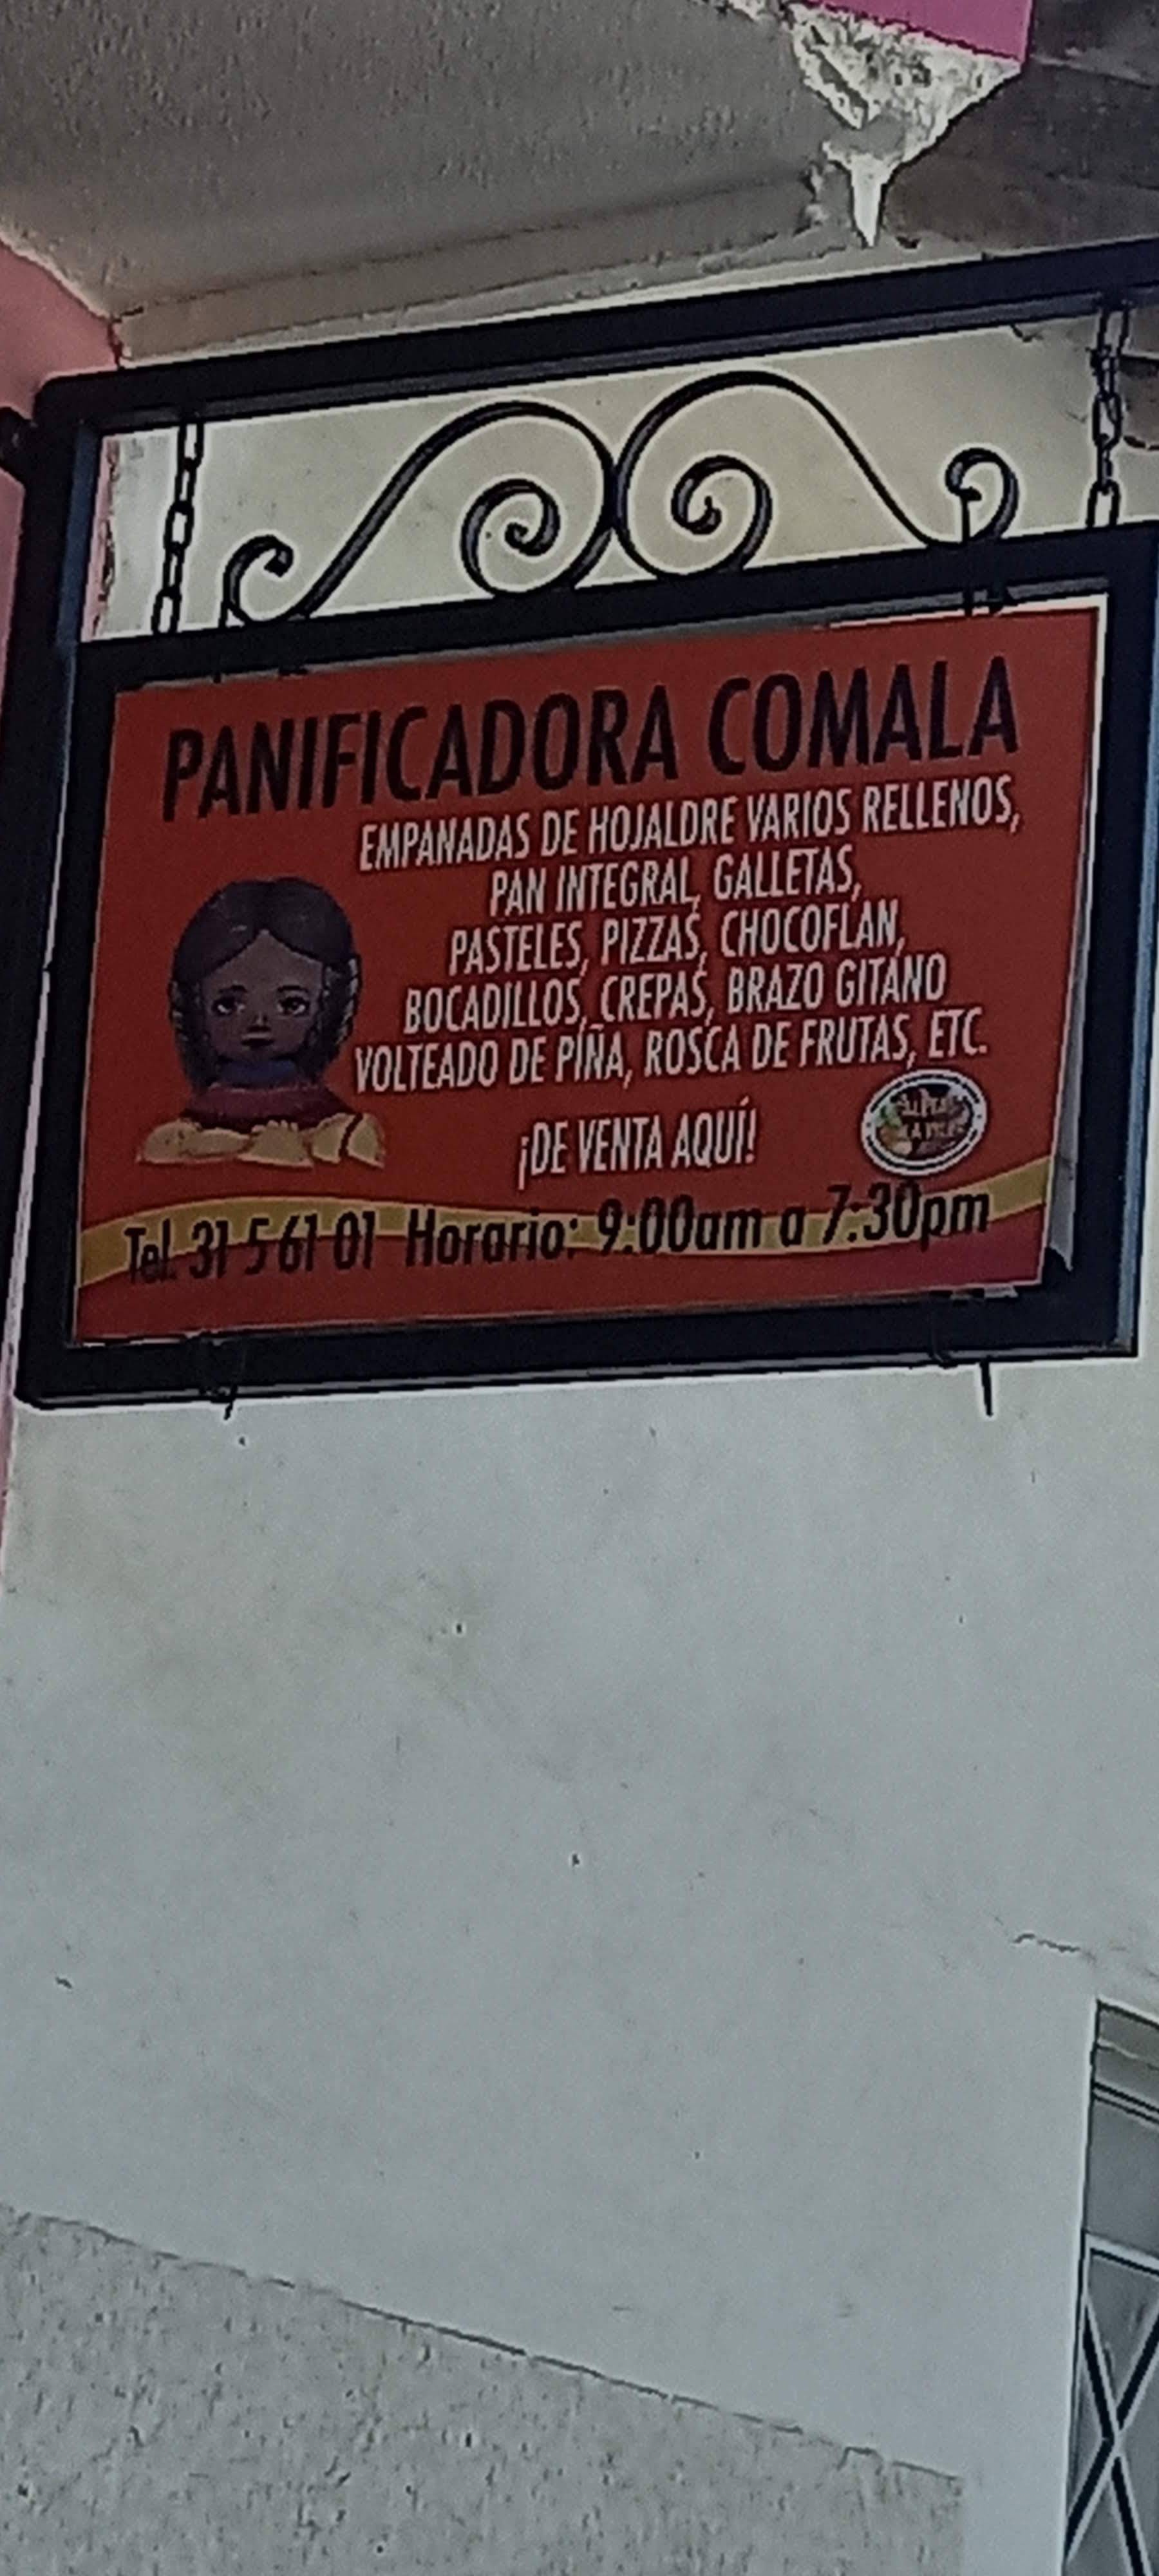 PANIFICADORA COMALA
EMPANADAS DE HOJALDRE VARIOS RELLENOS,
PAN INTEGRAL, GALLETAS,
PASTELES, PIZZAS, CHOCOFLAN,
BOCADILLOS, CREPAS, BRAZO GITANO
VOLTEADO DE PIÑA, ROSCA DE FRUTAS, ETC.
¡DE VENTA AQUÍ!
Tel. 31 5 61 01 Horario: 9:00am a 7:30pm